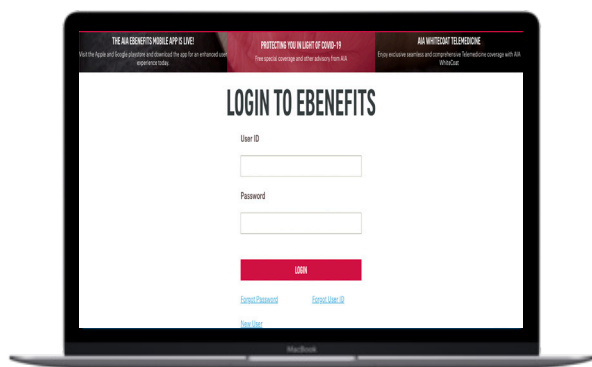 THE AIA EBENEFITS MOBILE APP IS LIVE!
Visit the Apple and Google playstore and download the app for an enhanced user
experience today.
PROTECTING YOU IN LIGHT OF COVID-19
Free special coverage and other advisory from AIA
AIA WHITECOAT TELEMEDICINE
Enjoy exclusive seamless and comprehensive Telemedicine coverage with AIA
WhiteCoat
LOGIN TO EBENEFITS
User ID
Password
LOGIN
Forgot Password
Forgot User ID
New User
MacBook